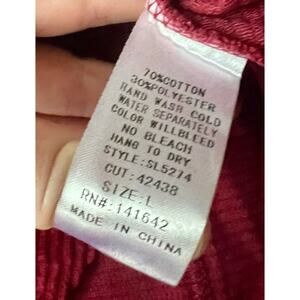 70%COTTON
30%POLYESTER
HAND WASH COLD
WATER SEPARATELY
COLOR WILLBLEED
NO BLEACH
HANG TO DRY
STYLE:SL5274
CUT:42438
SIZE:L
RN#:141642
MADE IN CHINA